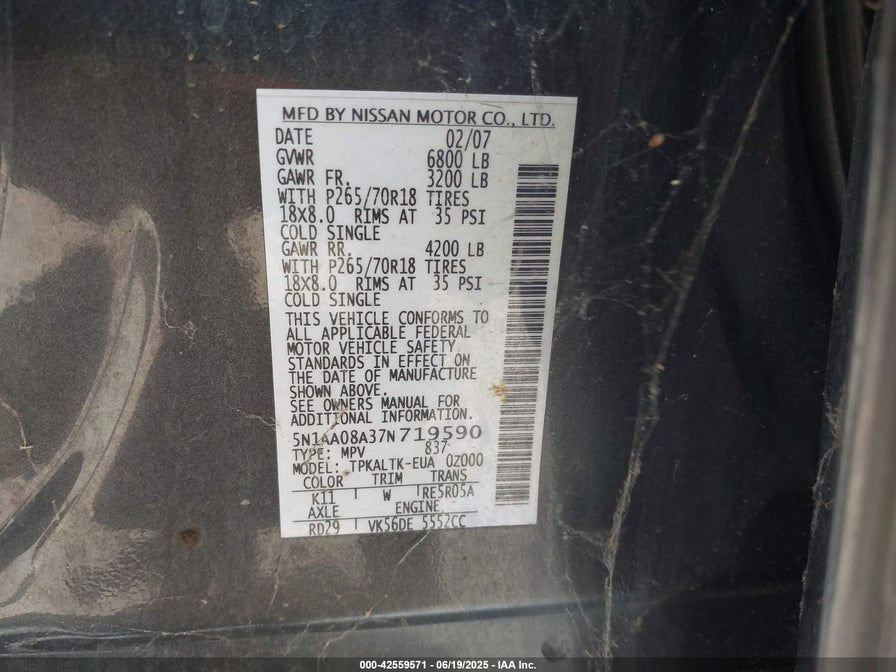 MFD BY NISSAN MOTOR CO., LTD.
DATE 02/07
GVWR 6800 LB
GAWR FR. 3200 LB
WITH P265/70R18 TIRES
18X8.0 RIMS AT 35 PSI
COLD SINGLE
GAWR RR. 4200 LB
WITH P265/70R18 TIRES
18X8.0 RIMS AT 35 PSI
COLD SINGLE
THIS VEHICLE CONFORMS TO
ALL APPLICABLE FEDERAL
MOTOR VEHICLE SAFETY
STANDARDS IN EFFECT ON
THE DATE OF MANUFACTURE
SHOWN ABOVE.
SEE OWNERS MANUAL FOR
ADDITIONAL INFORMATION.
5N1AA08A37N719590
TYPE: MPV 837
MODEL: TPKALTK-EUA 0Z000
COLOR TRIM TRANS
K11 W RE5R05A
AXLE ENGINE
RD29 VK56DE 5552CC
000-42559571 - 06/19/2025 - IAA Inc.